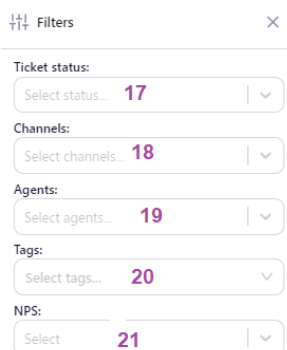 Filters
Ticket status:
Select status... 17
Channels:
Select channels... 18
Agents:
Select agents... 19
Tags:
Select tags... 20
NPS:
Select 21